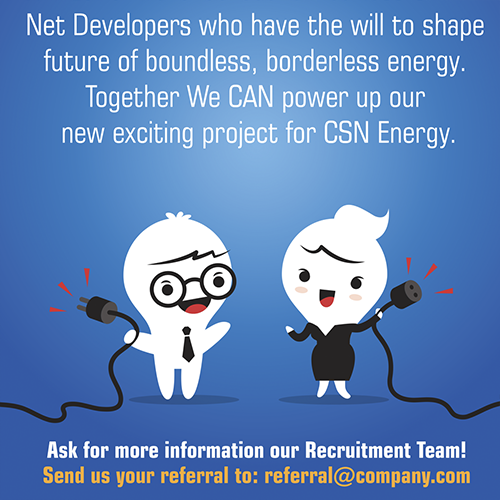 Net Developers who have the will to shape
future of boundless, borderless energy.
Together We CAN power up our
new exciting project for CSN Energy.
Ask for more information our Recruitment Team!
Send us your referral to: referral@company.com